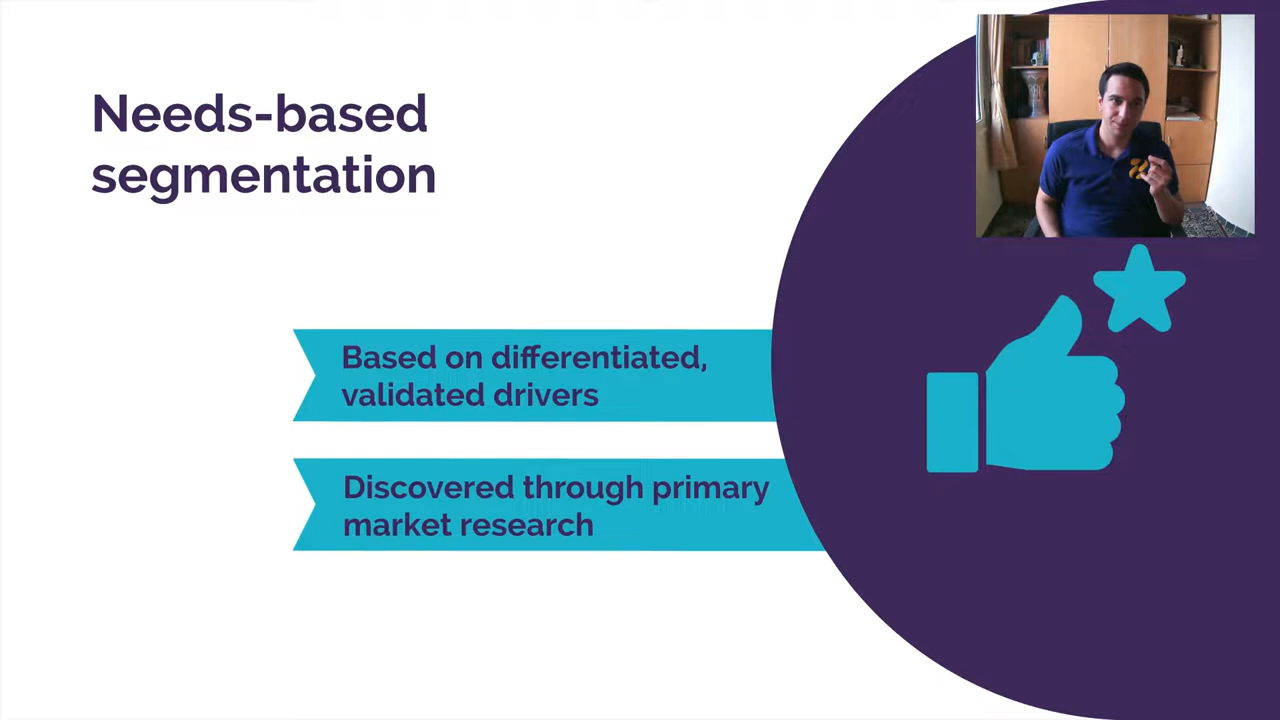 Needs-based
segmentation
Based on differentiated,
validated drivers
Discovered through primary
market research